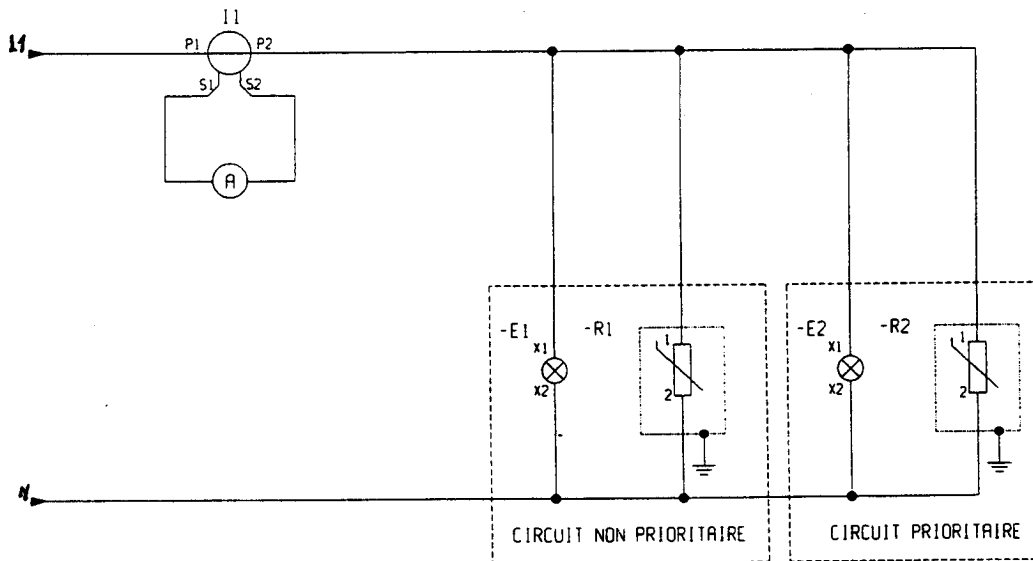 I1
L1
P1
P2
S1
S2
A
-E1
X1
X2
-R1
1
2
-E2
X1
X2
-R2
1
2
N
CIRCUIT NON PRIORITAIRE
CIRCUIT PRIORITAIRE